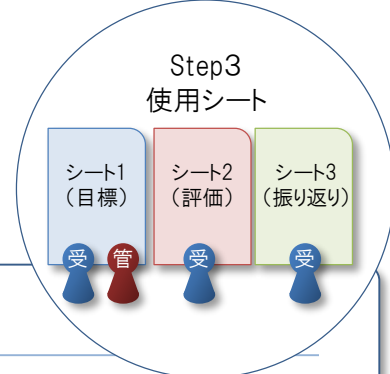 Step3
使用シート
シート1
（目標）
シート2
（評価）
シート3
（振り返り）
受
管
受
受